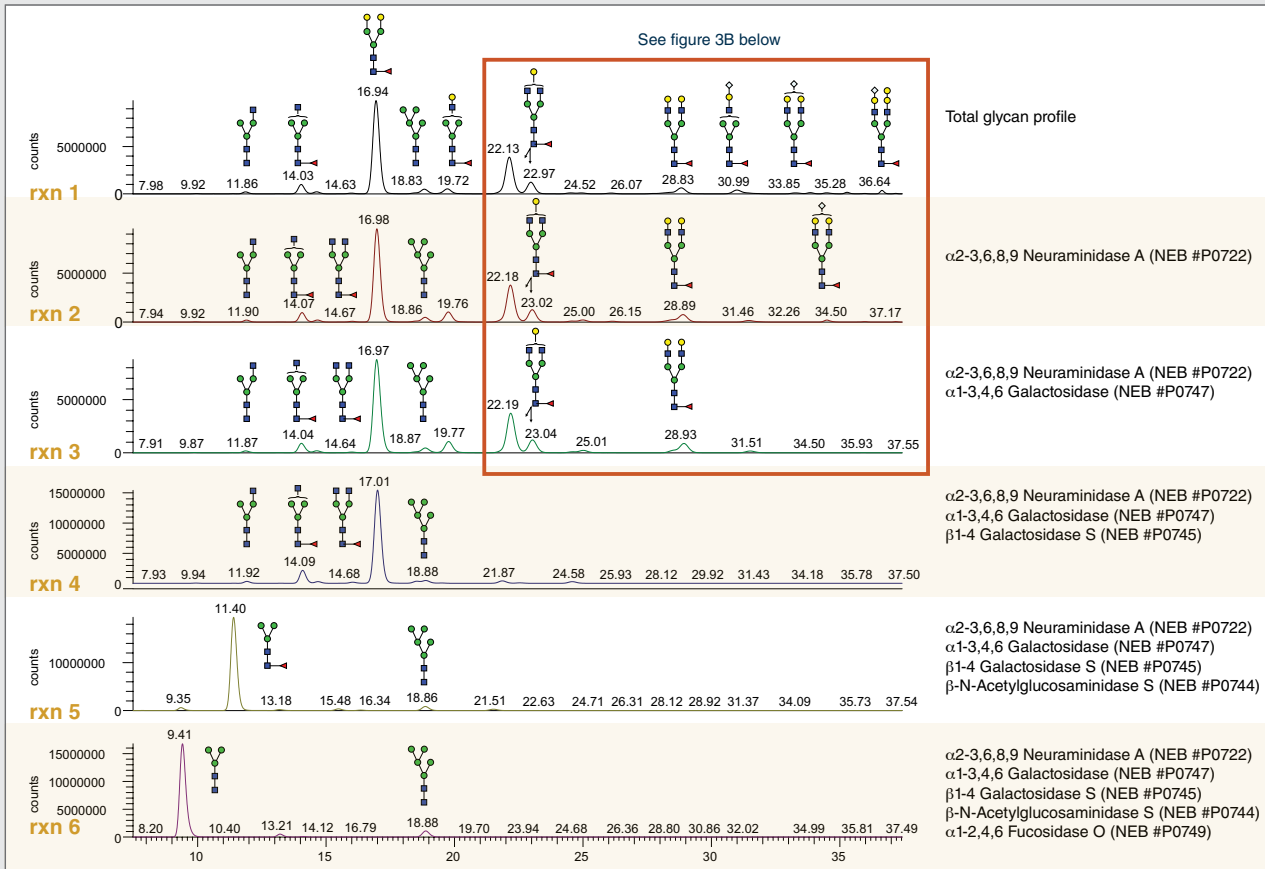 See figure 3B below
16.94
counts
5000000
0
rxn 1
7.98 9.92 11.86 14.03 14.63 18.83 19.72 22.13 22.97 24.52 26.07 28.83 30.99 33.85 35.28 36.64
Total glycan profile
16.98
counts
5000000
0
rxn 2
7.94 9.92 11.90 14.07 14.67 18.86 19.76 22.18 23.02 25.00 26.15 28.89 31.46 32.26 34.50 37.17
α2-3,6,8,9 Neuraminidase A (NEB #P0722)
16.97
counts
5000000
0
rxn 3
7.91 9.87 11.87 14.04 14.64 18.87 19.77 22.19 23.04 25.01 28.93 31.51 34.50 35.93 37.55
α2-3,6,8,9 Neuraminidase A (NEB #P0722)
α1-3,4,6 Galactosidase (NEB #P0747)
17.01
counts
15000000
10000000
5000000
0
rxn 4
7.93 9.94 11.92 14.09 14.68 18.88 21.87 24.58 25.93 28.12 29.92 31.43 34.18 35.78 37.50
α2-3,6,8,9 Neuraminidase A (NEB #P0722)
α1-3,4,6 Galactosidase (NEB #P0747)
β1-4 Galactosidase S (NEB #P0745)
11.40
counts
10000000
0
rxn 5
9.35 13.18 15.48 16.34 18.86 21.51 22.63 24.71 26.31 28.12 28.92 31.37 34.09 35.73 37.54
α2-3,6,8,9 Neuraminidase A (NEB #P0722)
α1-3,4,6 Galactosidase (NEB #P0747)
β1-4 Galactosidase S (NEB #P0745)
β-N-Acetylglucosaminidase S (NEB #P0744)
9.41
counts
15000000
10000000
5000000
0
rxn 6
8.20 10.40 13.21 14.12 16.79 18.88 19.70 23.94 24.68 26.36 28.80 30.86 32.02 34.99 35.81 37.49
α2-3,6,8,9 Neuraminidase A (NEB #P0722)
α1-3,4,6 Galactosidase (NEB #P0747)
β1-4 Galactosidase S (NEB #P0745)
β-N-Acetylglucosaminidase S (NEB #P0744)
α1-2,4,6 Fucosidase O (NEB #P0749)
10 15 20 25 30 35